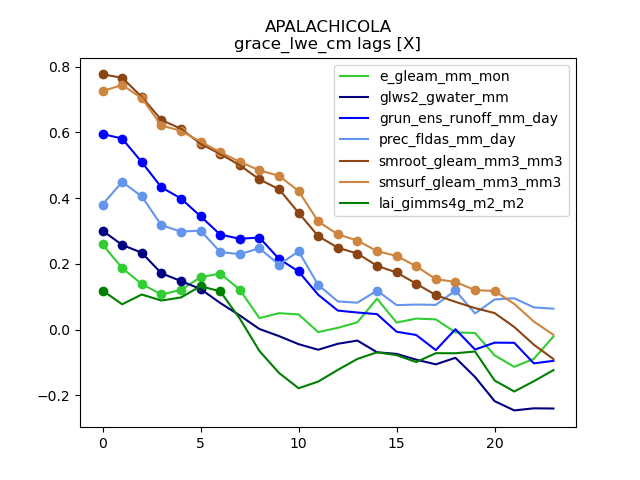 APALACHICOLA
grace_lwe_cm lags [X]
0.8
0.6
0.4
0.2
0.0
−0.2
0
5
10
15
20
e_gleam_mm_mon
glws2_gwater_mm
grun_ens_runoff_mm_day
prec_fldas_mm_day
smroot_gleam_mm3_mm3
smsurf_gleam_mm3_mm3
lai_gimms4g_m2_m2